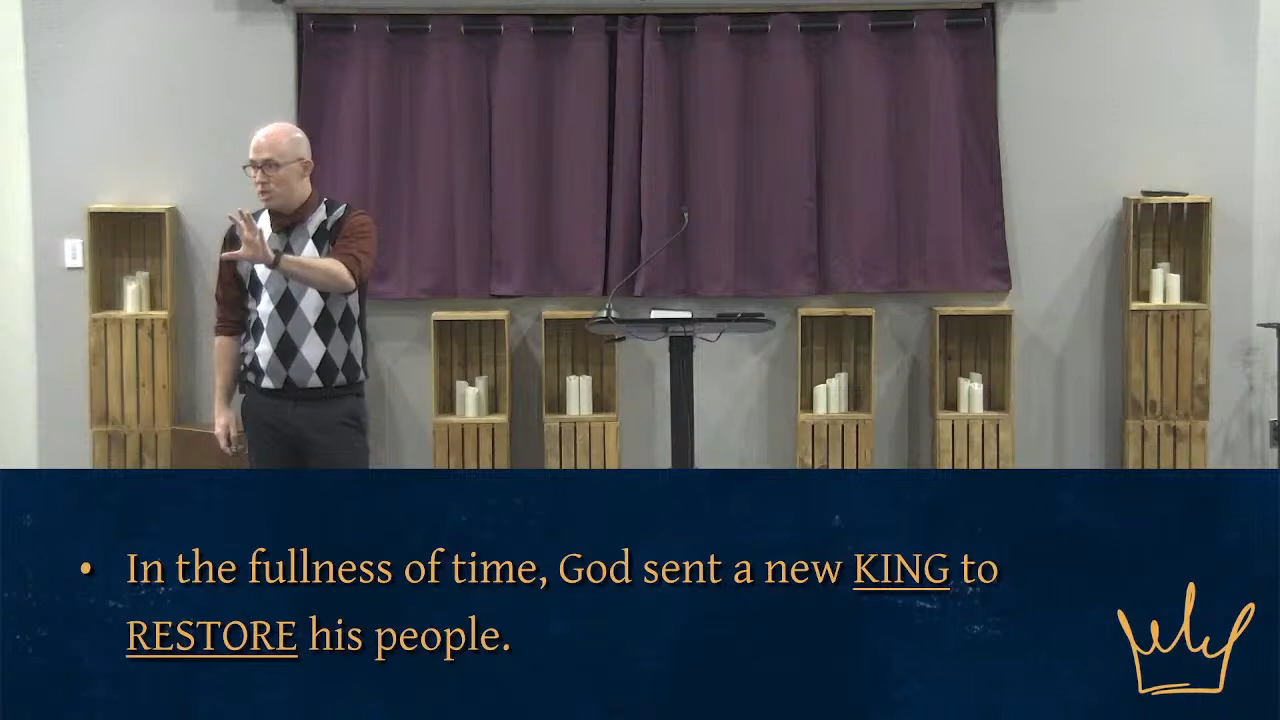 • In the fullness of time, God sent a new KING to
RESTORE his people.